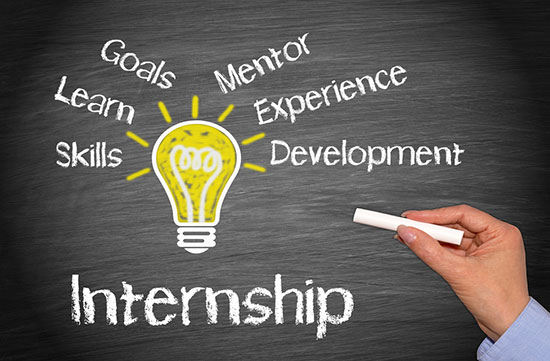 Goals
Mentor
Learn
Experience
Skills
Development
Internship